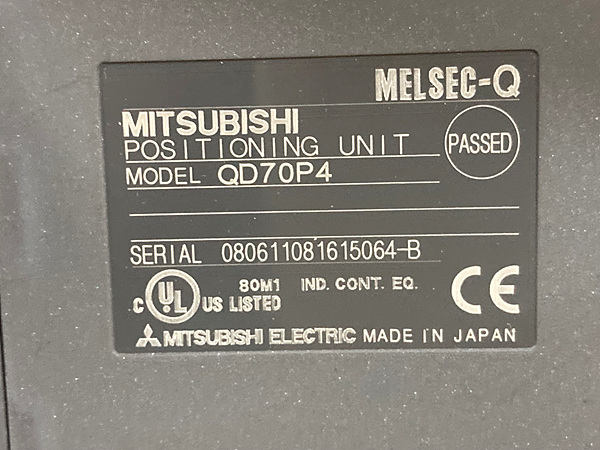 MELSEC-Q
MITSUBISHI
POSITIONING UNIT
PASSED
MODEL QD70P4
SERIAL 080611081615064-B
C UL US LISTED
80M1 IND. CONT. EQ.
CE
MITSUBISHI ELECTRIC MADE IN JAPAN